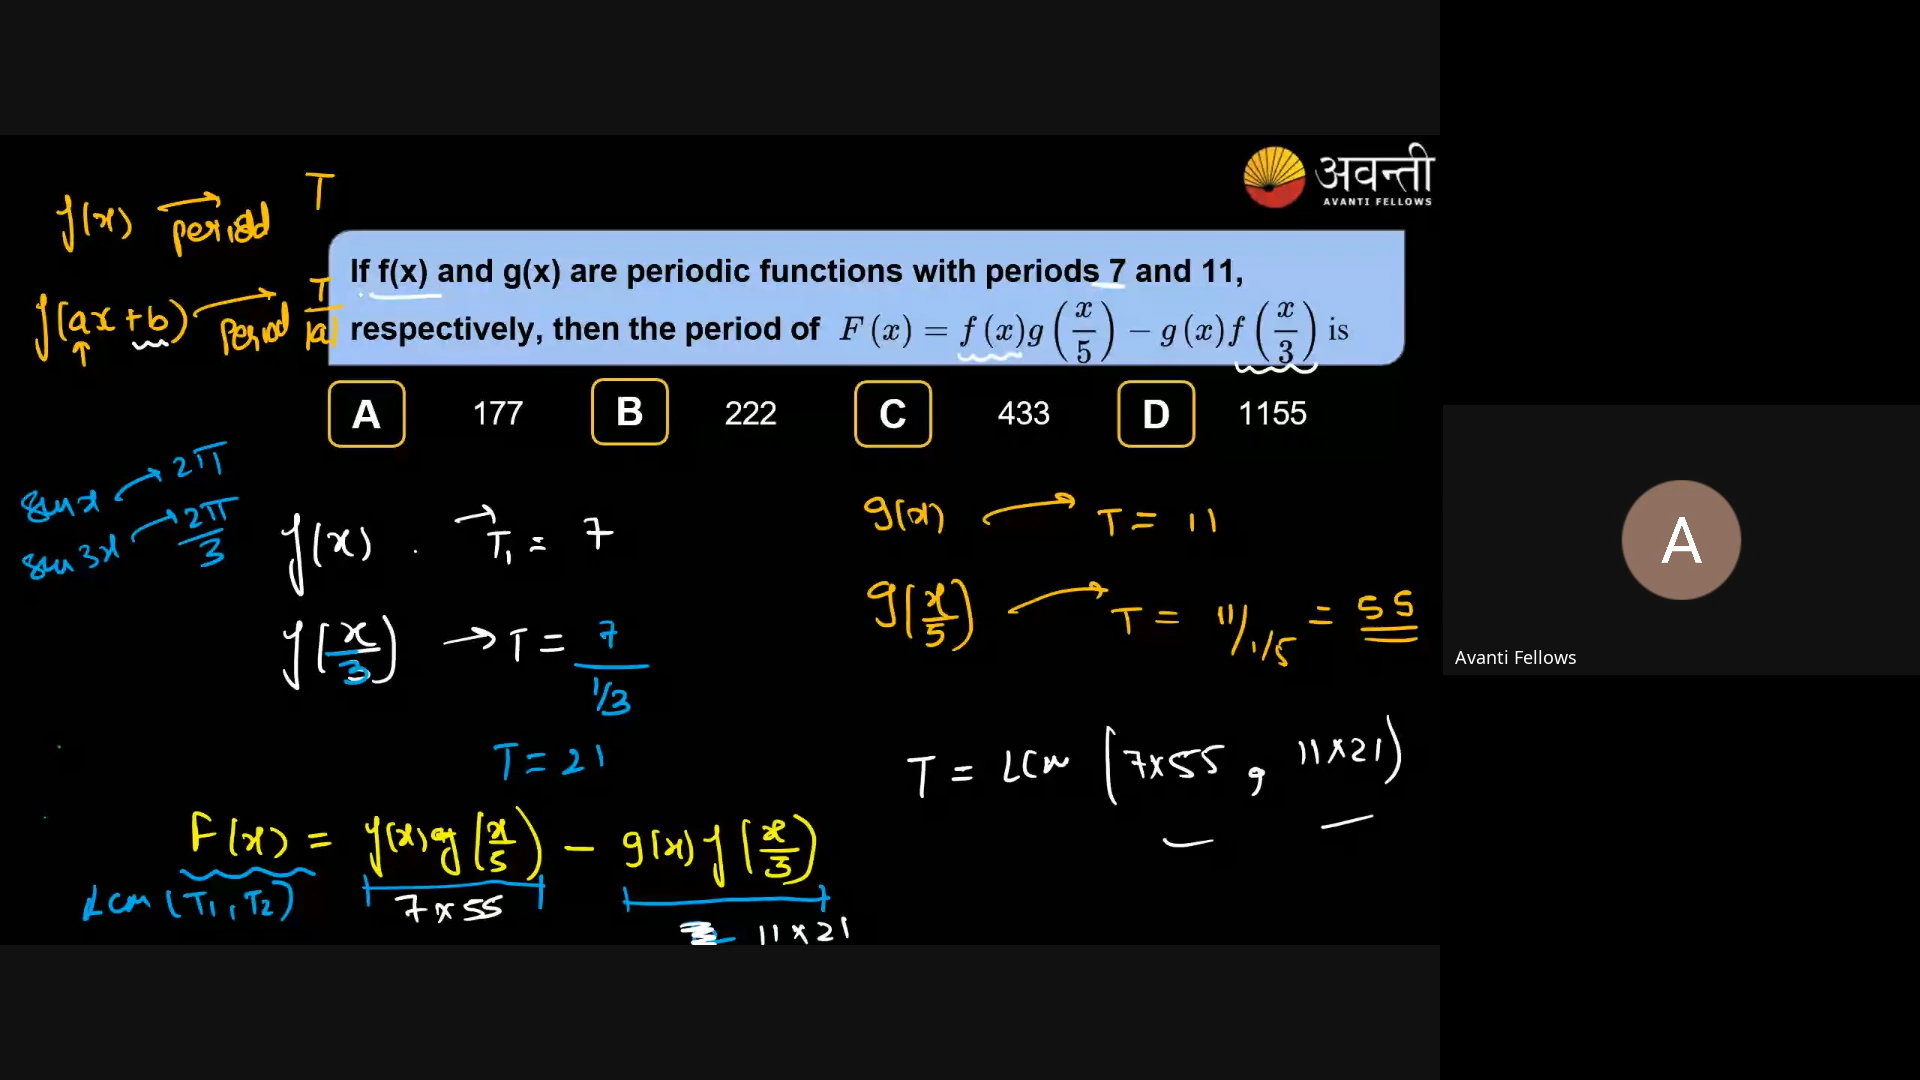 अवन्ती
AVANTI FELLOWS
f(x) → period T
f(ax+b) → Period T/|a|
If f(x) and g(x) are periodic functions with periods 7 and 11,
respectively, then the period of F(x) = f(x)g(x/5) − g(x)f(x/3) is
A 177 B 222 C 433 D 1155
sin x → 2π
sin 3x → 2π/3
f(x) → T₁ = 7
f(x/3) → T = 7/(1/3)
T = 21
g(x) → T = 11
g(x/5) → T = 11/1/5 = 55
T = LCM (7×55, 11×21)
F(x) = f(x)g(x/5) − g(x)f(x/3)
LCM (T₁, T₂) 7×55 11×21
A
Avanti Fellows